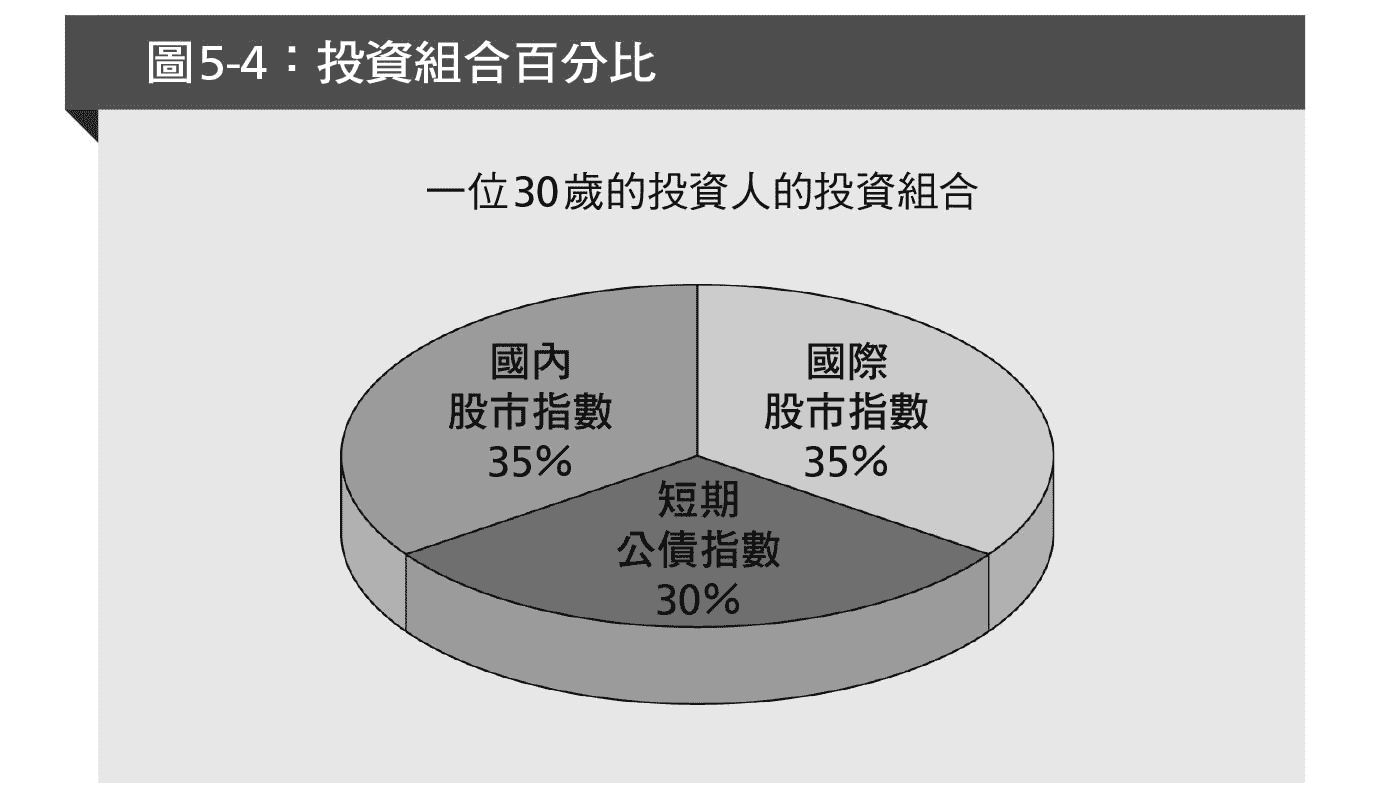 圖5-4：投資組合百分比
一位30歲的投資人的投資組合
國內
股市指數
35%
國際
股市指數
35%
短期
公債指數
30%